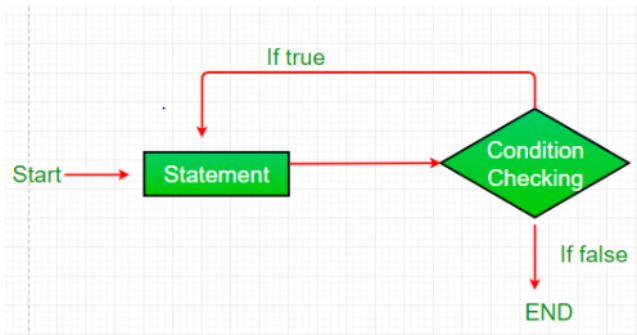 If true
Start
Statement
Condition
Checking
If false
END